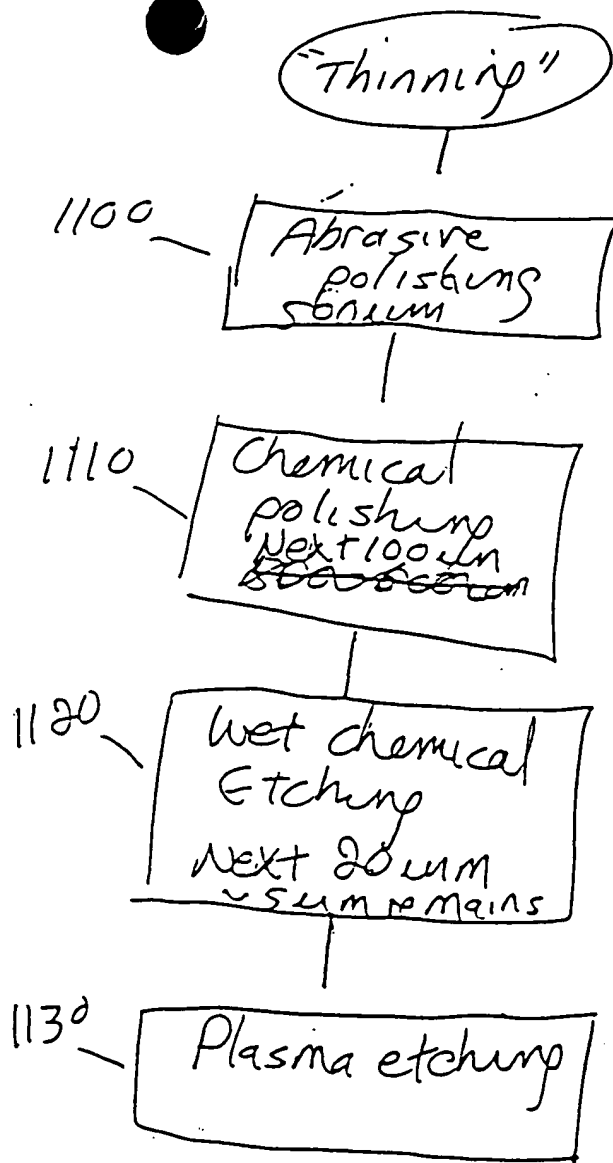 "Thinning"
1100
Abrasive
polishing
500um
1110
Chemical
polishing
Next 100um
1120
Wet chemical
Etching
Next 20um
~5um remains
1130
Plasma etching